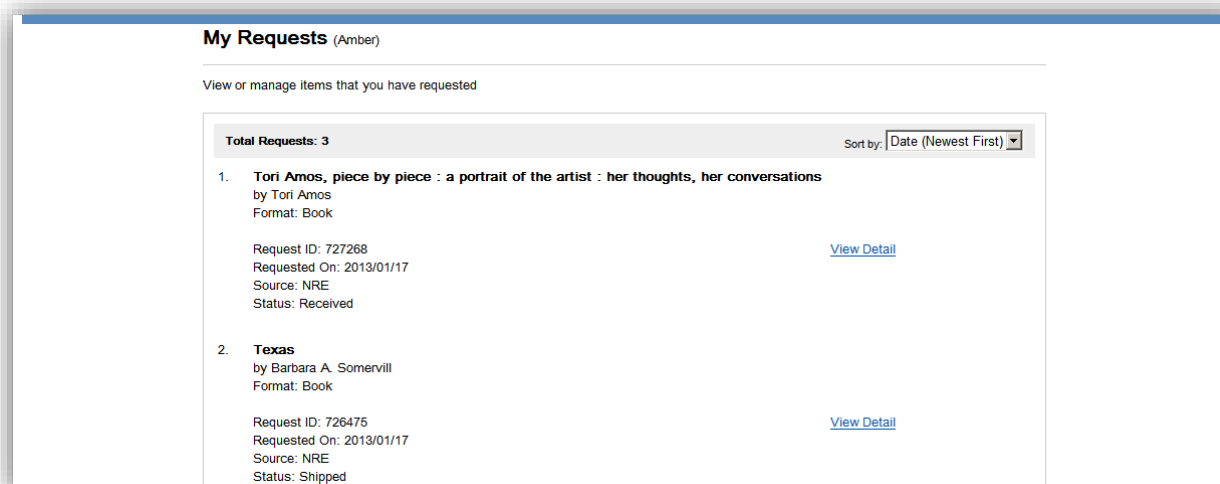 My Requests (Amber)
View or manage items that you have requested
Total Requests: 3 Sort by: Date (Newest First)
1. Tori Amos, piece by piece : a portrait of the artist : her thoughts, her conversations
by Tori Amos
Format: Book
Request ID: 727268 View Detail
Requested On: 2013/01/17
Source: NRE
Status: Received
2. Texas
by Barbara A. Somervill
Format: Book
Request ID: 726475 View Detail
Requested On: 2013/01/17
Source: NRE
Status: Shipped